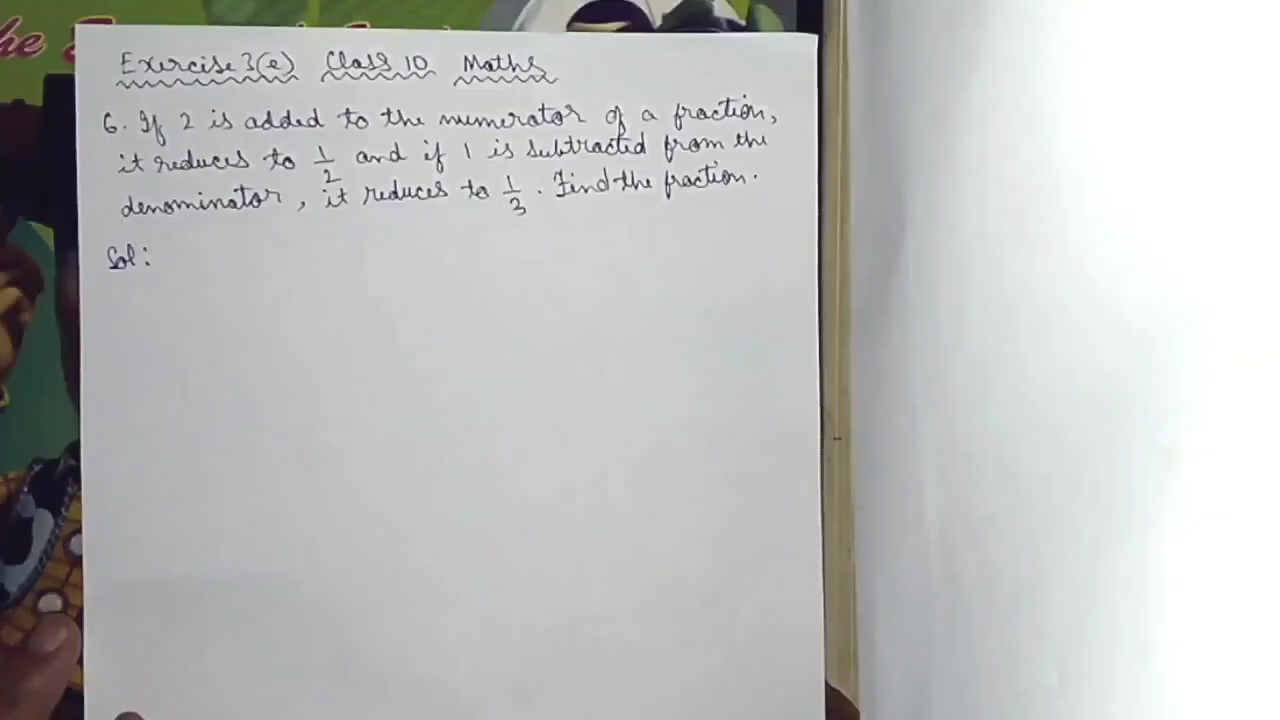 he
Exercise 3(e) Class 10 Maths
6. If 2 is added to the numerator of a fraction,
it reduces to 1/2 and if 1 is subtracted from the
denominator, it reduces to 1/3. Find the fraction.
Sol: